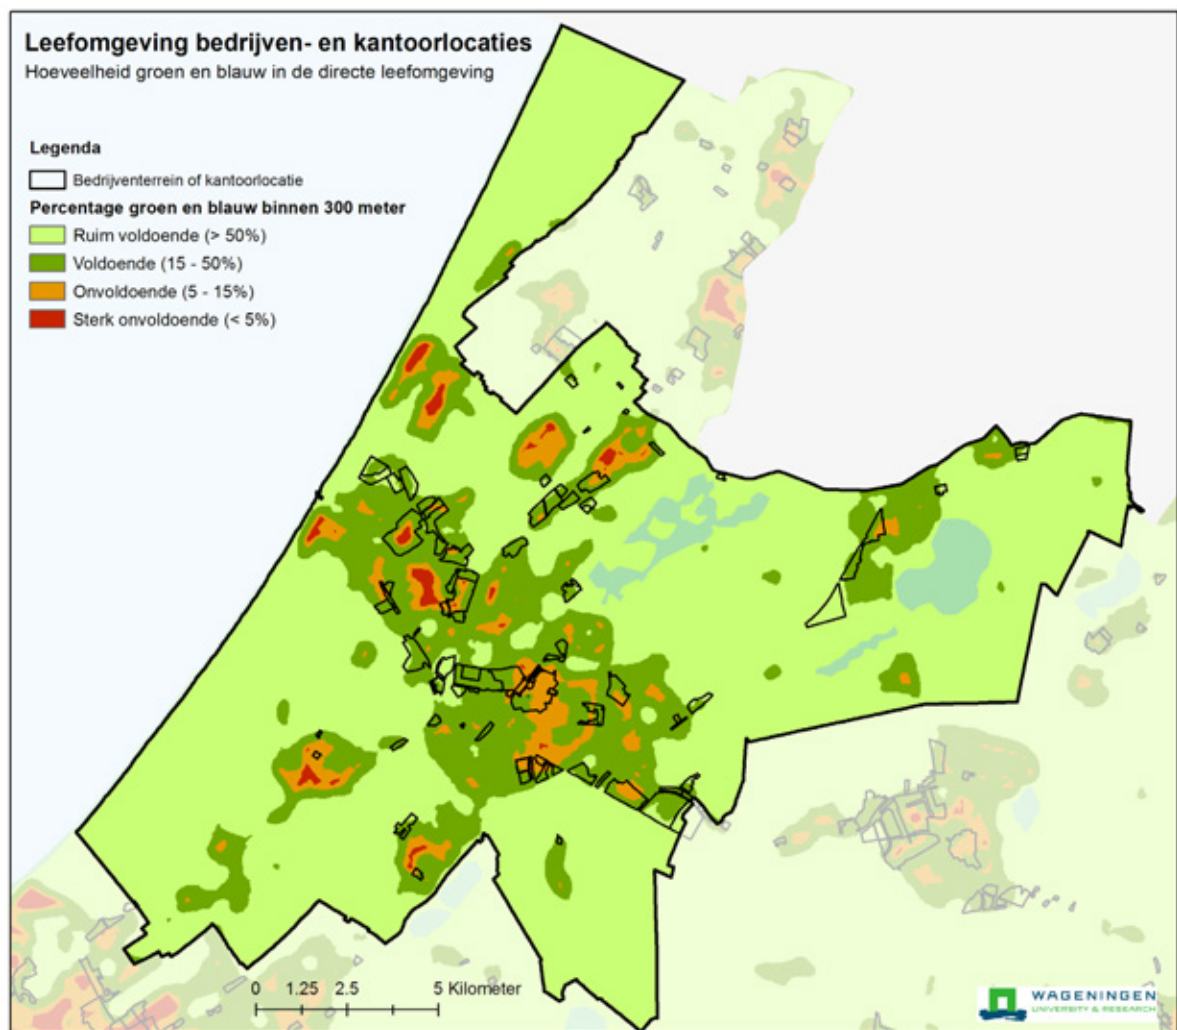 Leefomgeving bedrijven- en kantoorlocaties
Hoeveelheid groen en blauw in de directe leefomgeving
Legenda
Bedrijventerrein of kantoorlocatie
Percentage groen en blauw binnen 300 meter
Ruim voldoende (> 50%)
Voldoende (15 - 50%)
Onvoldoende (5 - 15%)
Sterk onvoldoende (< 5%)
0 1.25 2.5 5 Kilometer
WAGENINGEN
UNIVERSITY & RESEARCH